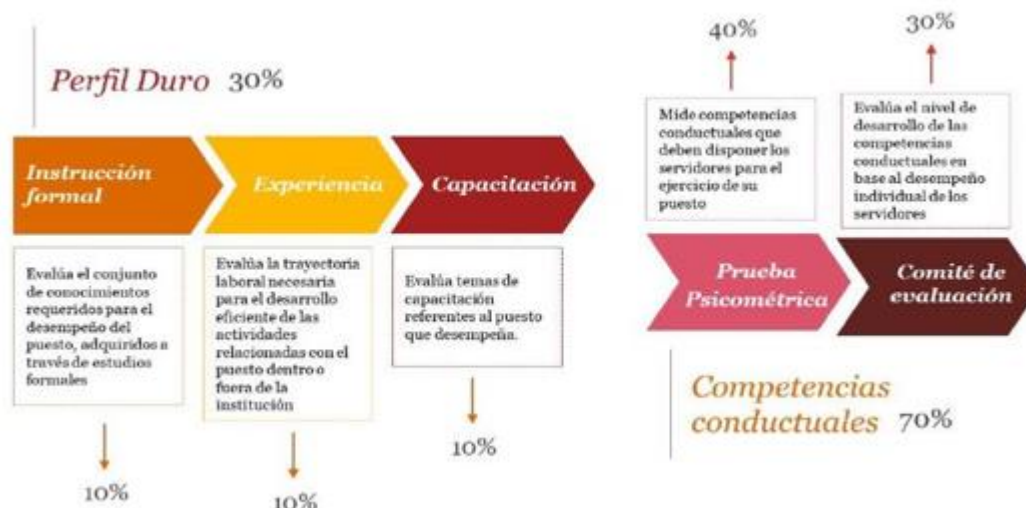 Perfil Duro 30%
Instrucción
formal
Experiencia
Capacitación
Evalúa el conjunto
de conocimientos
requeridos para el
desempeño del
puesto, adquiridos a
través de estudios
formales
Evalúa la trayectoria
laboral necesaria
para el desarrollo
eficiente de las
actividades
relacionadas con el
puesto dentro o
fuera de la
institución
Evalúa temas de
capacitación
referentes al puesto
que desempeña.
10%
10%
10%
40%
30%
Mide competencias
conductuales que
deben disponer los
servidores para el
ejercicio de su
puesto
Evalúa el nivel de
desarrollo de las
competencias
conductuales en
base al desempeño
individual de los
servidores
Prueba
Psicométrica
Comité de
evaluación
Competencias
conductuales 70%